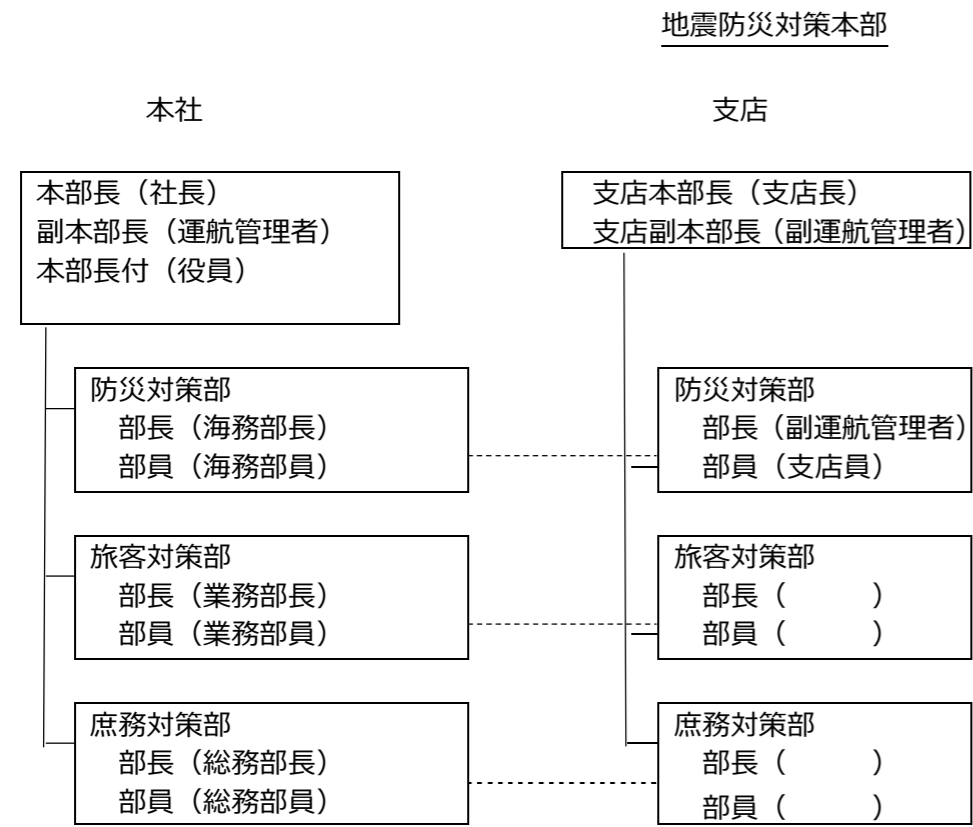 地震防災対策本部
本社
支店
本部長（社長）
副本部長（運航管理者）
本部長付（役員）
支店本部長（支店長）
支店副本部長（副運航管理者）
防災対策部
部長（海務部長）
部員（海務部員）
防災対策部
部長（副運航管理者）
部員（支店員）
旅客対策部
部長（業務部長）
部員（業務部員）
旅客対策部
部長（　　　）
部員（　　　）
庶務対策部
部長（総務部長）
部員（総務部員）
庶務対策部
部長（　　　）
部員（　　　）